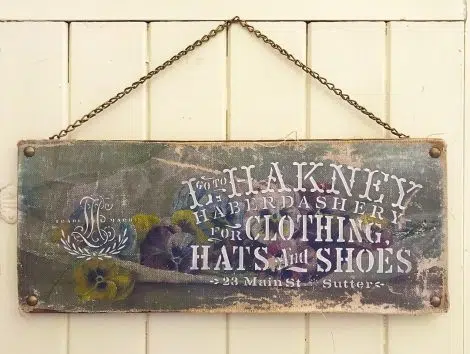 GO TO L. HAKNEY
HABERDASHERY
FOR CLOTHING,
HATS And SHOES
23 Main St Sutter
TRADE MARK